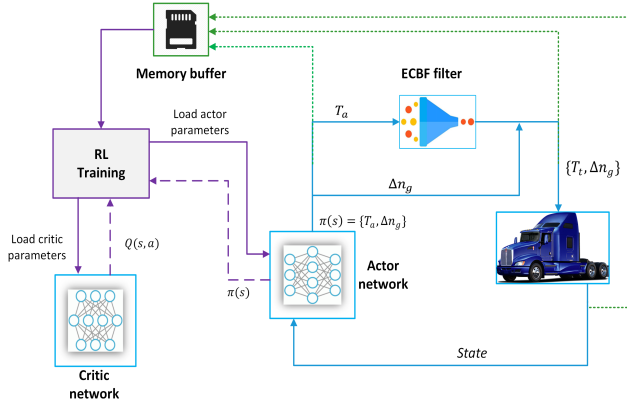 Memory buffer
ECBF filter
Load actor
parameters
T_a
RL
Training
{T_t, Δn_g}
Δn_g
π(s) = {T_a, Δn_g}
Load critic
parameters
Q(s, a)
π(s)
Actor
network
State
Critic
network